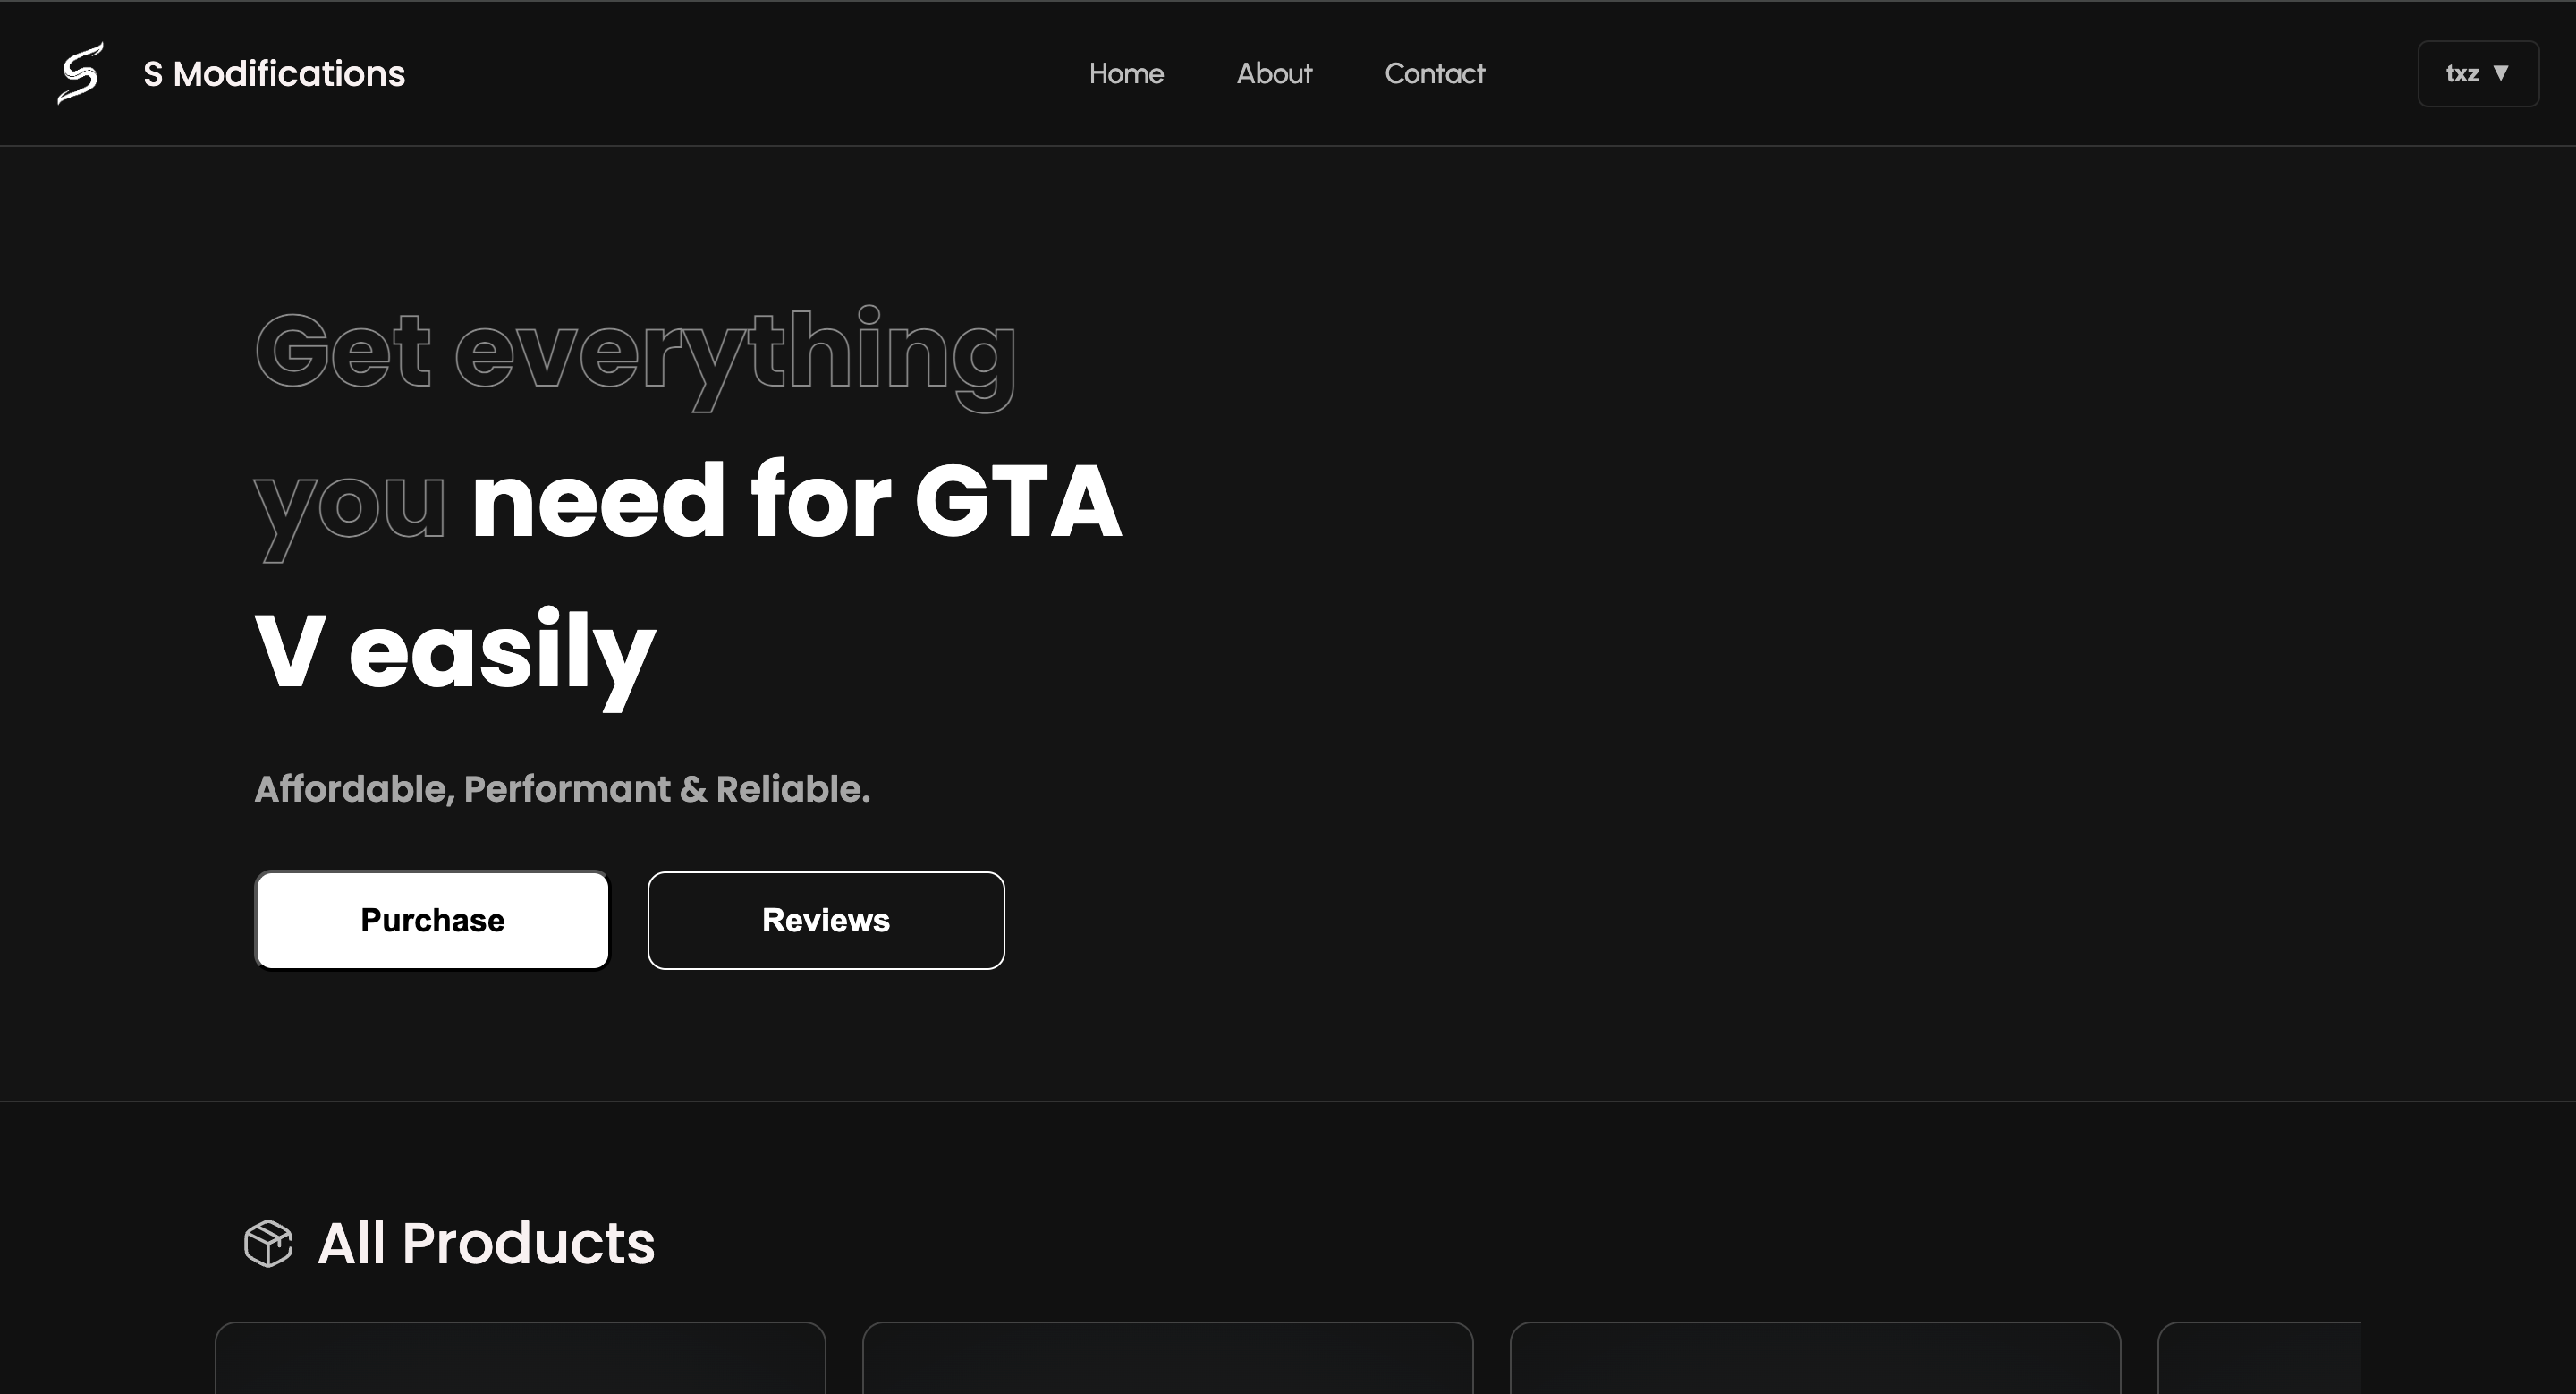 S Modifications
Home
About
Contact
txz ▼
Get everything
you need for GTA
V easily
Affordable, Performant & Reliable.
Purchase
Reviews
All Products